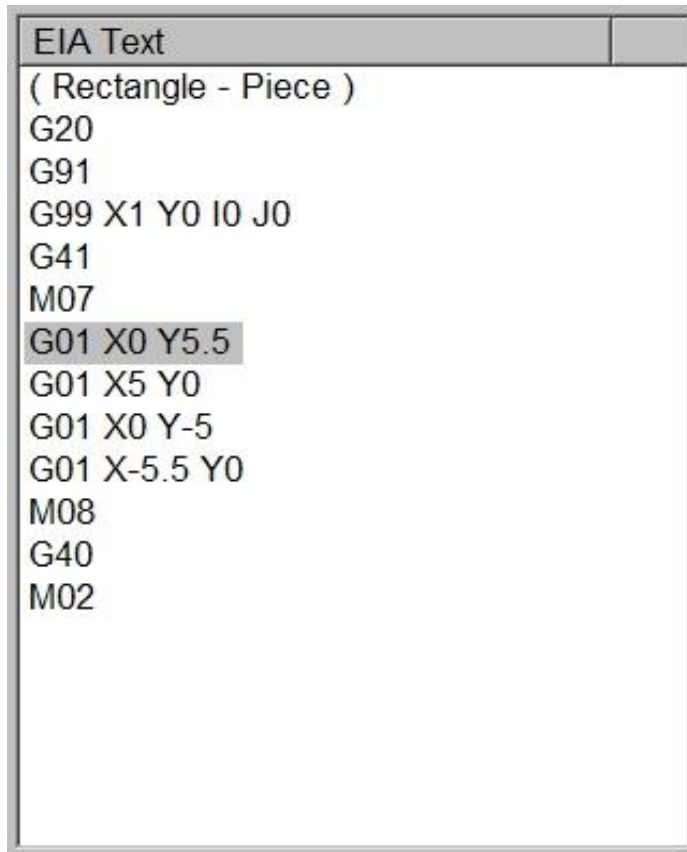 EIA Text
( Rectangle - Piece )
G20
G91
G99 X1 Y0 I0 J0
G41
M07
G01 X0 Y5.5
G01 X5 Y0
G01 X0 Y-5
G01 X-5.5 Y0
M08
G40
M02